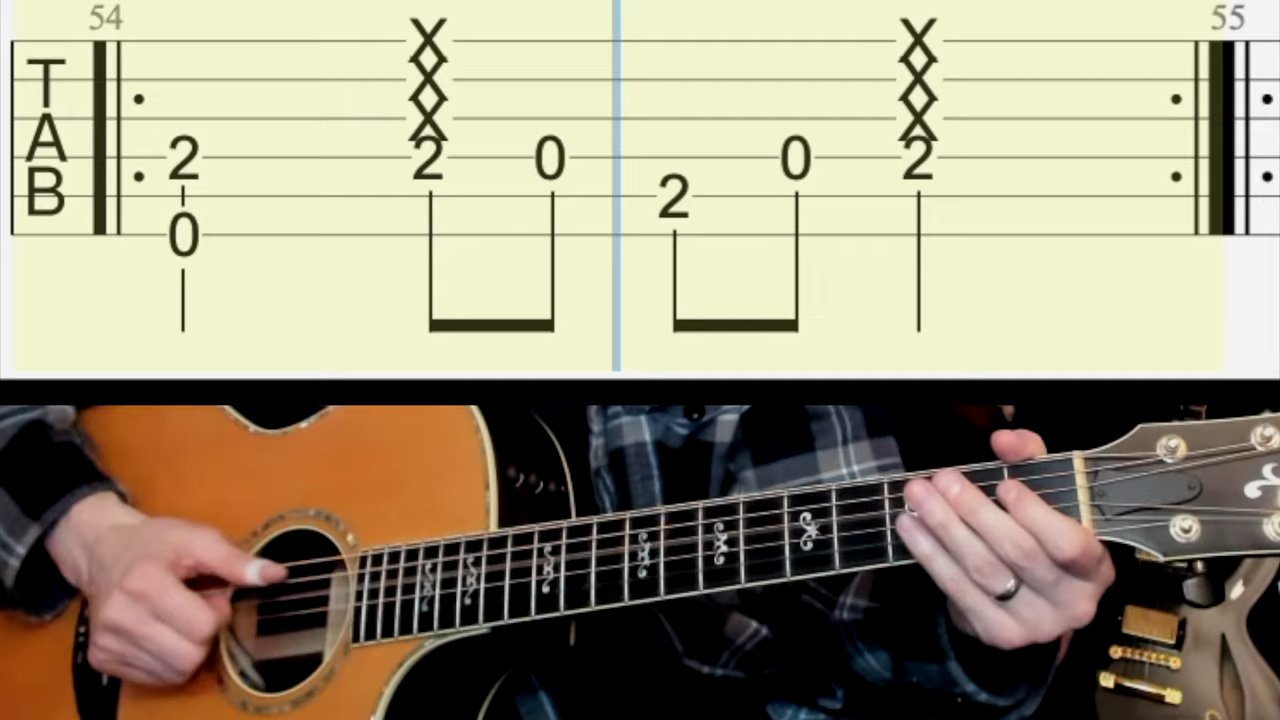 54 55
T X X
A X X
B X X
2 2 0 0 2
0 2